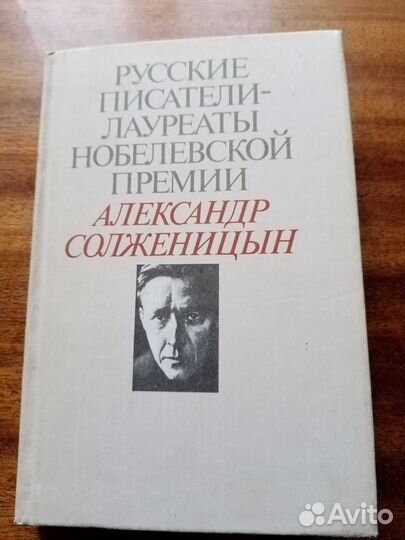 РУССКИЕ
ПИСАТЕЛИ-
ЛАУРЕАТЫ
НОБЕЛЕВСКОЙ
ПРЕМИИ
АЛЕКСАНДР
СОЛЖЕНИЦЫН
Avito